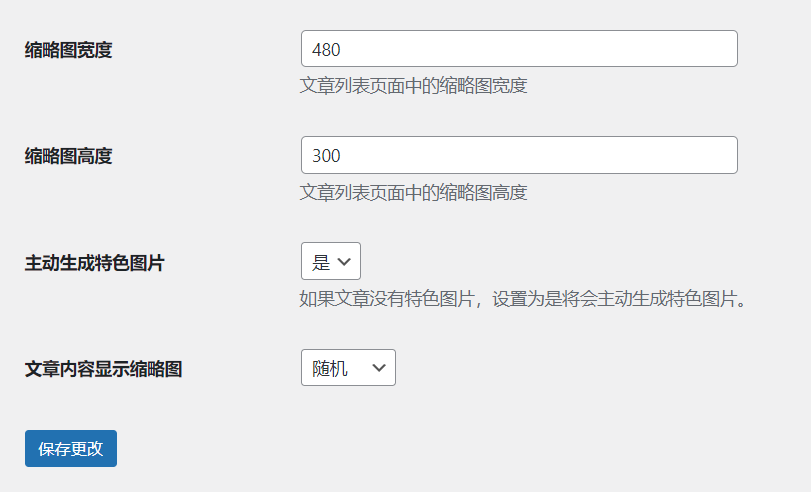 缩略图宽度
480
文章列表页面中的缩略图宽度
缩略图高度
300
文章列表页面中的缩略图高度
主动生成特色图片
是
如果文章没有特色图片，设置为是将会主动生成特色图片。
文章内容显示缩略图
随机
保存更改